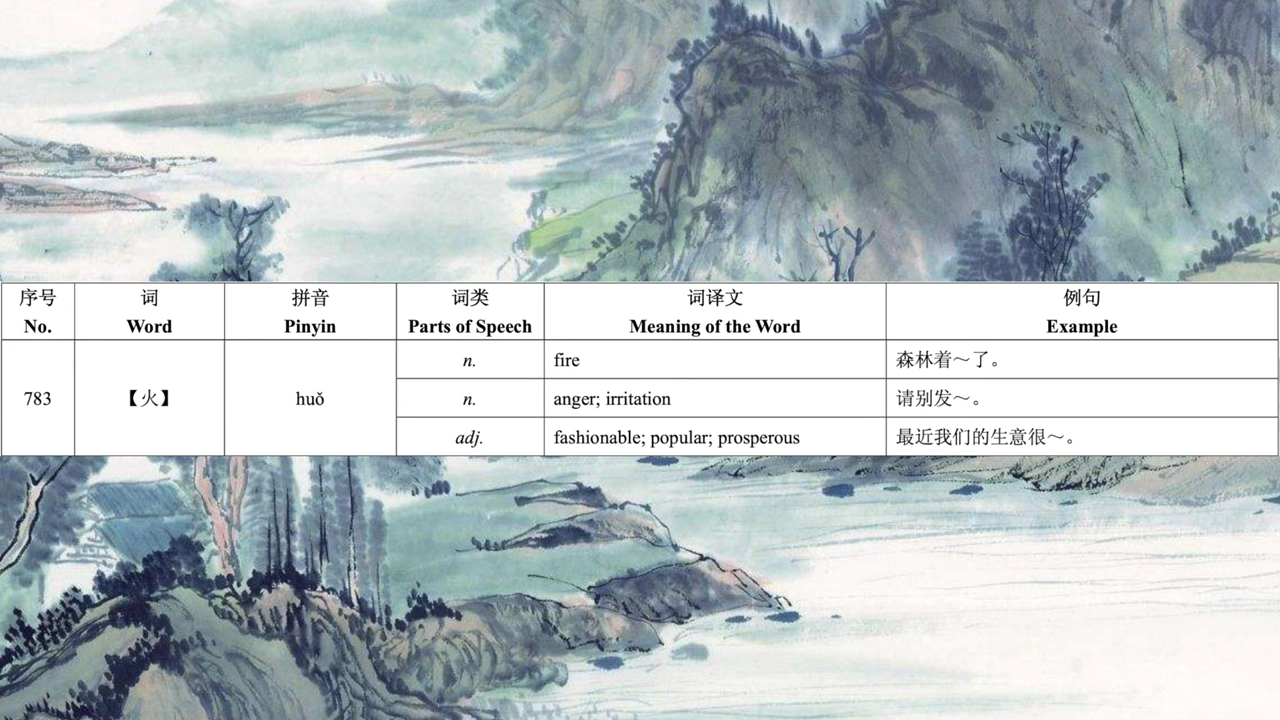 序号 词 拼音 词类 词译文 例句
No. Word Pinyin Parts of Speech Meaning of the Word Example
783 【火】 huǒ
n. fire 森林着～了。
n. anger; irritation 请别发～。
adj. fashionable; popular; prosperous 最近我们的生意很～。